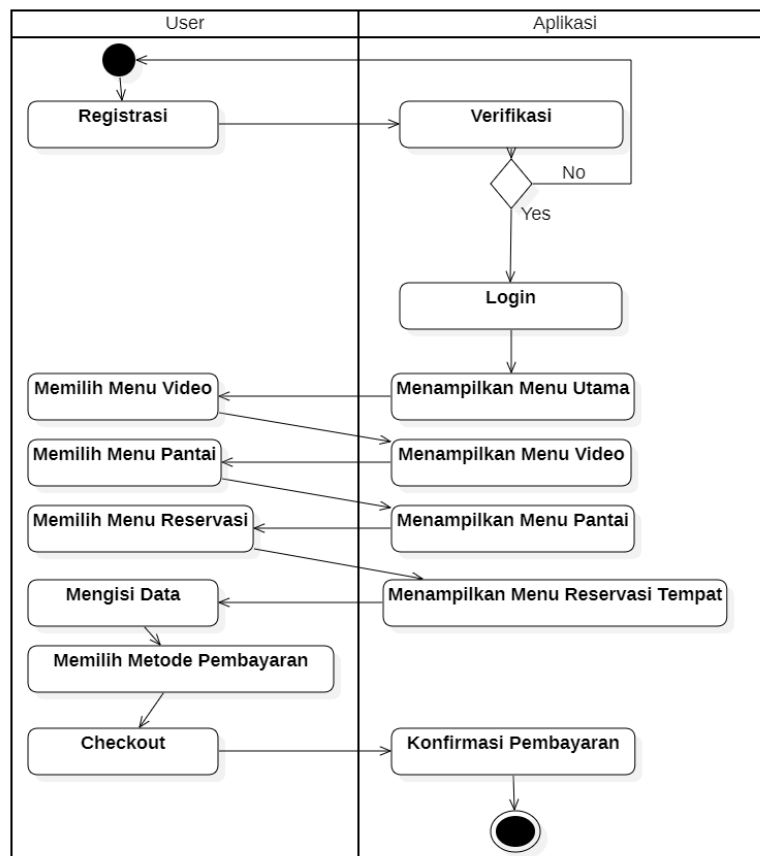 User
Aplikasi
Registrasi
Verifikasi
No
Yes
Login
Memilih Menu Video
Menampilkan Menu Utama
Memilih Menu Pantai
Menampilkan Menu Video
Memilih Menu Reservasi
Menampilkan Menu Pantai
Mengisi Data
Menampilkan Menu Reservasi Tempat
Memilih Metode Pembayaran
Checkout
Konfirmasi Pembayaran